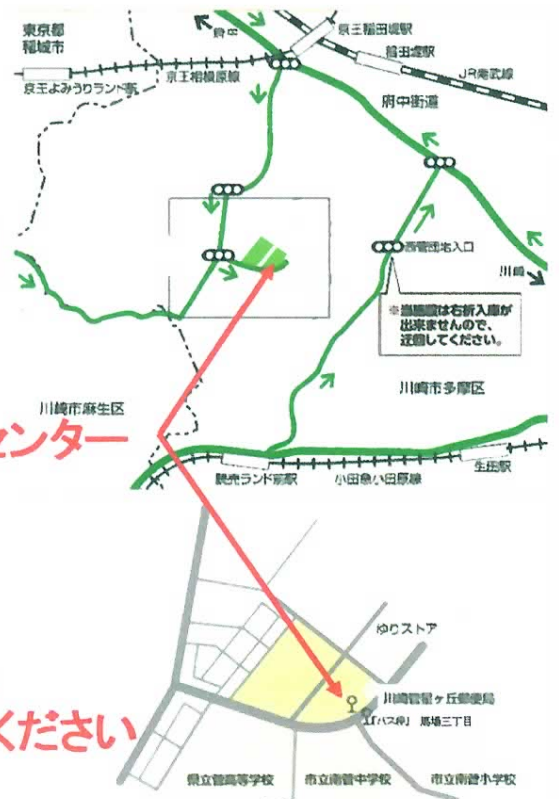 東京都
稲城市
登戸
京王稲田堤駅
稲田堤駅
JR南武線
京王よみうりランド駅
京王相模原線
府中街道
西菅団地入口
川崎
※当施設は右折入庫が
出来ませんので、
迂回してください。
川崎市麻生区
川崎市多摩区
センター
読売ランド前駅
小田急小田原線
生田駅
ゆりストア
川崎菅星ヶ丘郵便局
「バス停」 馬場三丁目
ください
県立菅高等学校
市立南菅中学校
市立南菅小学校